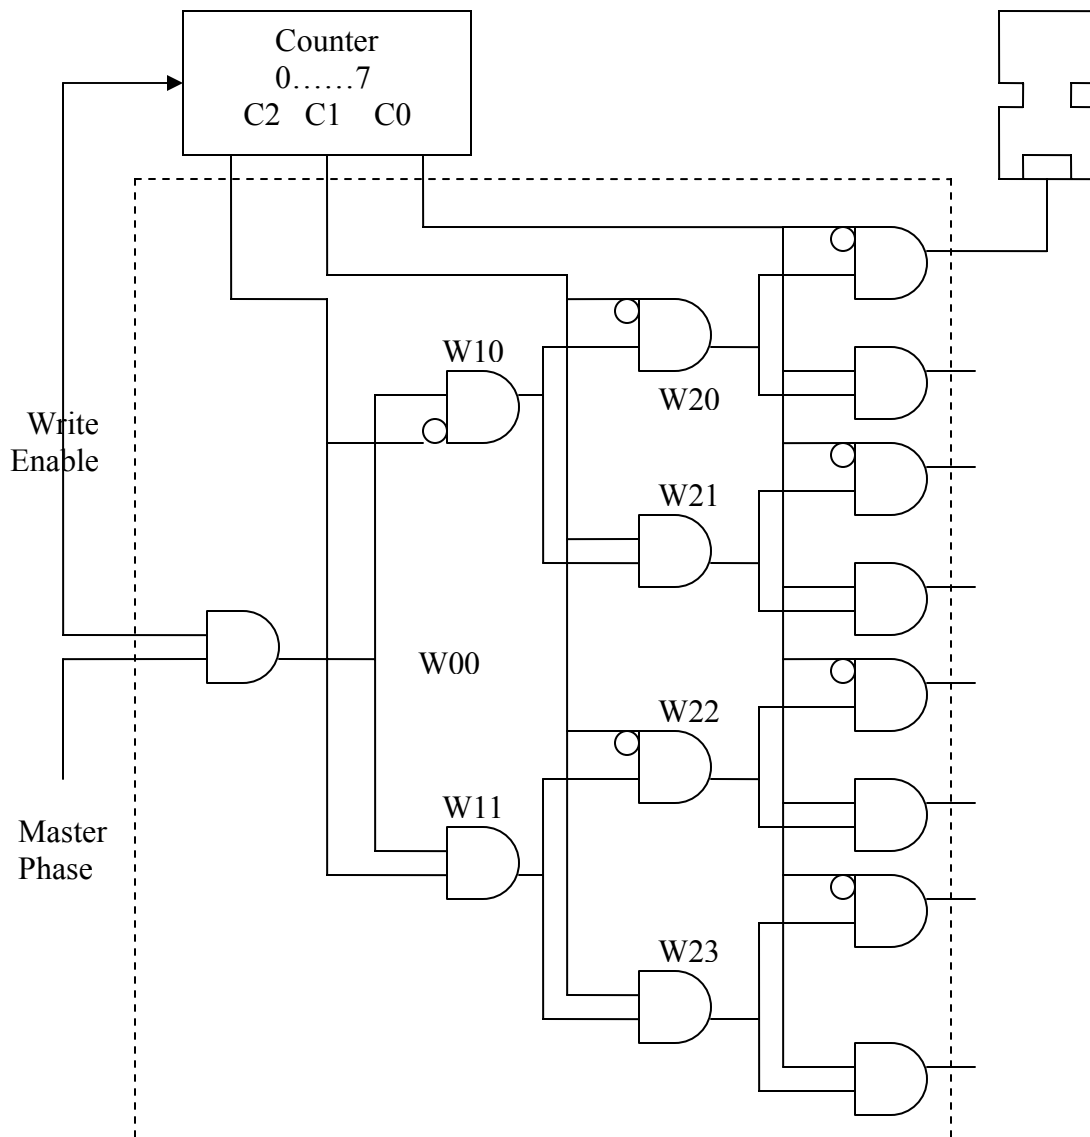 Counter
0……7
C2 C1 C0
W10
W20
Write
Enable
W21
W00
W22
W11
Master
Phase
W23